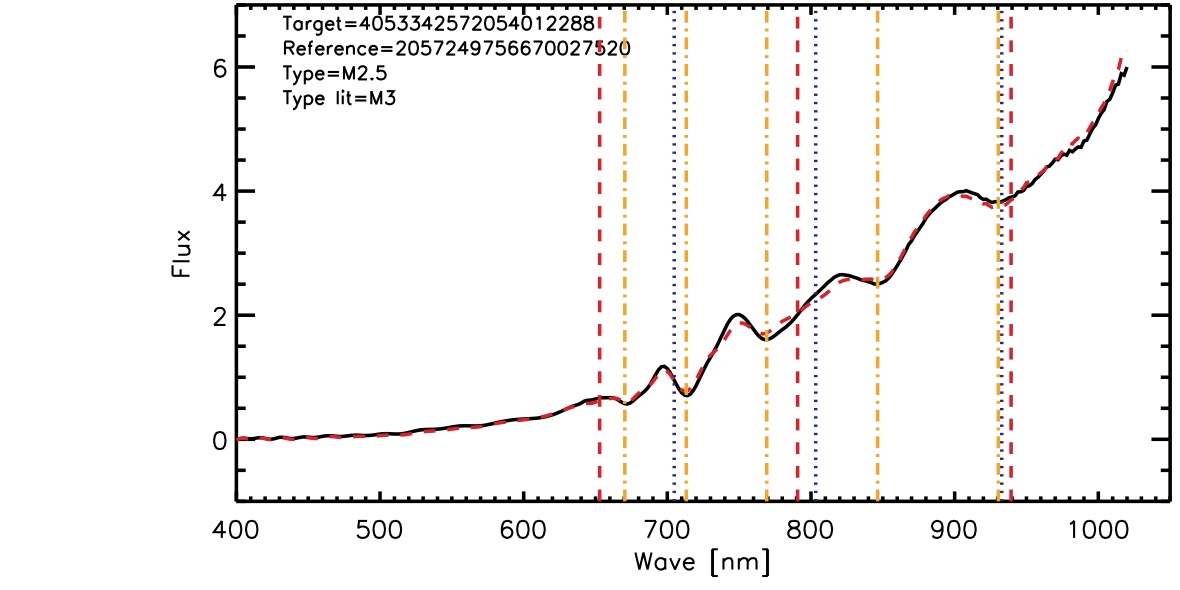 Target=4053342572054012288
Reference=2057249756670027520
Type=M2.5
Type lit=M3
6
4
2
0
Flux
400 500 600 700 800 900 1000
Wave [nm]